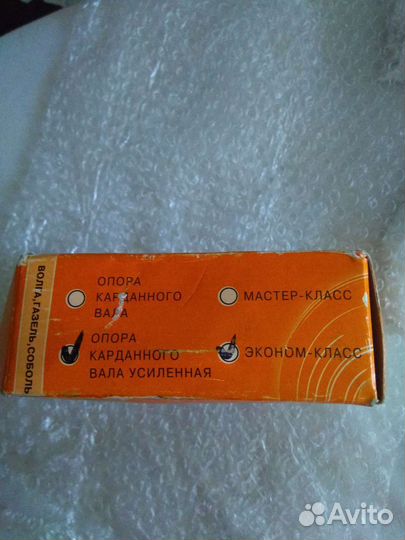 ВОЛГА, ГАЗЕЛЬ, СОБОЛЬ
ОПОРА
КАРДАННОГО
ВАЛА
МАСТЕР-КЛАСС
ОПОРА
КАРДАННОГО
ВАЛА УСИЛЕННАЯ
ЭКОНОМ-КЛАСС
Avito